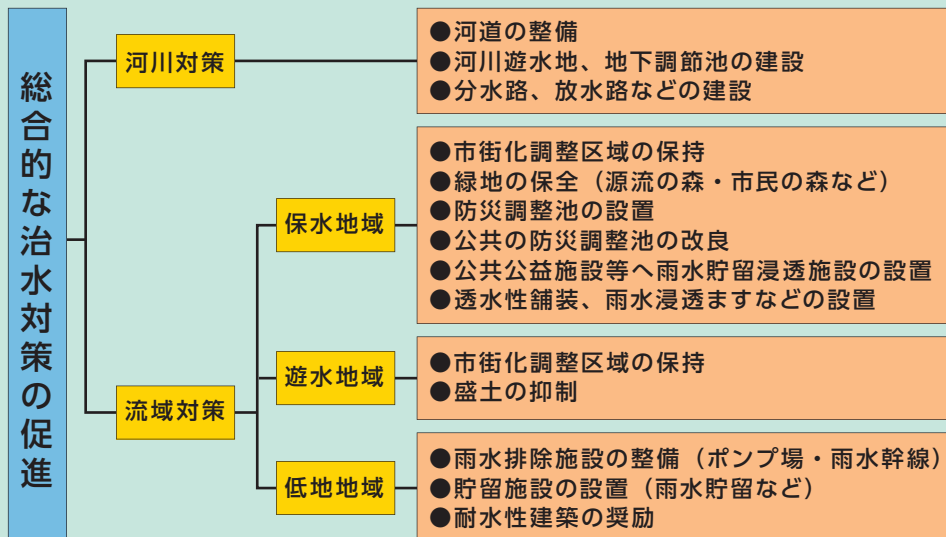 総合的な治水対策の促進
河川対策
●河道の整備
●河川遊水地、地下調節池の建設
●分水路、放水路などの建設
流域対策
保水地域
●市街化調整区域の保持
●緑地の保全（源流の森・市民の森など）
●防災調整池の設置
●公共の防災調整池の改良
●公共公益施設等へ雨水貯留浸透施設の設置
●透水性舗装、雨水浸透ますなどの設置
遊水地域
●市街化調整区域の保持
●盛土の抑制
低地地域
●雨水排除施設の整備（ポンプ場・雨水幹線）
●貯留施設の設置（雨水貯留など）
●耐水性建築の奨励